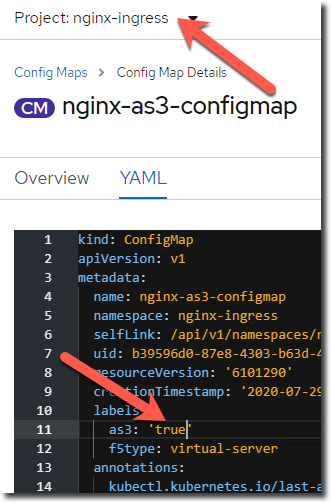 Project: nginx-ingress
Config Maps > Config Map Details
CM nginx-as3-configmap
Overview YAML
1 kind: ConfigMap
2 apiVersion: v1
3 metadata:
4 name: nginx-as3-configmap
5 namespace: nginx-ingress
6 selfLink: /api/v1/namespaces/n
7 uid: b39596d0-87e8-4303-b63d-4
8 resourceVersion: '6101290'
9 creationTimestamp: '2020-07-29
10 labels
11 as3: 'true'
12 f5type: virtual-server
13 annotations:
14 kubectl.kubernetes.io/last-a